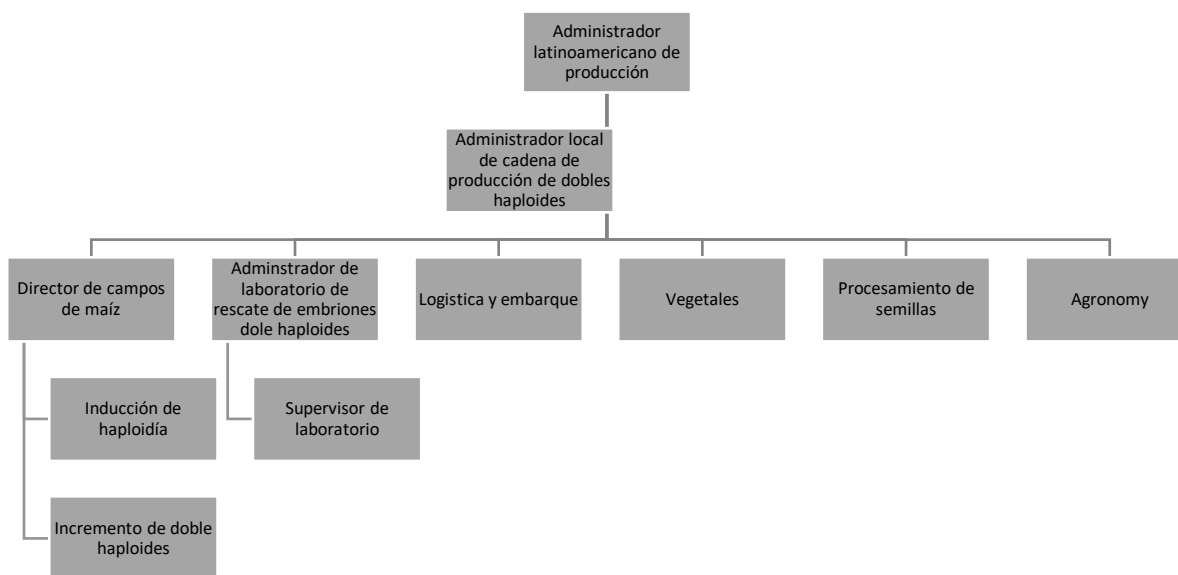 Administrador
latinoamericano de
producción
Administrador local
de cadena de
producción de dobles
haploides
Director de campos
de maíz
Adminstrador de
laboratorio de
rescate de embriones
dole haploides
Logistica y embarque
Vegetales
Procesamiento de
semillas
Agronomy
Inducción de
haploidía
Supervisor de
laboratorio
Incremento de doble
haploides